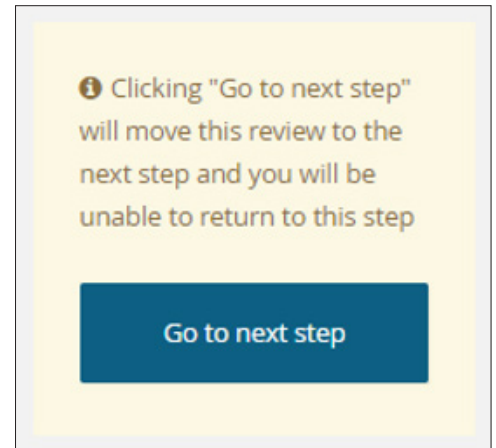 Clicking "Go to next step"
will move this review to the
next step and you will be
unable to return to this step
Go to next step